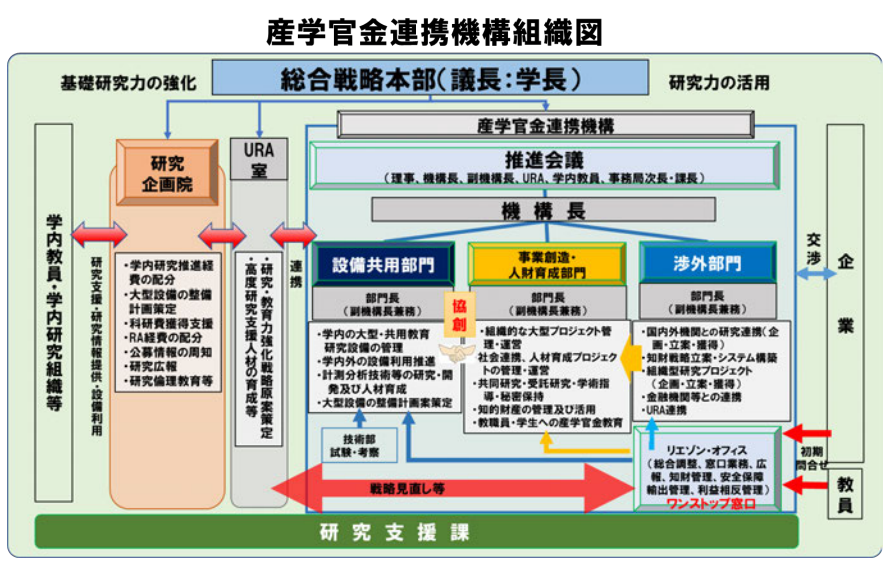 産学官金連携機構組織図
基礎研究力の強化
総合戦略本部(議長:学長)
研究力の活用
産学官金連携機構
推進会議
(理事、機構長、副機構長、URA、学内教員、事務局次長・課長)
機構長
学内教員・学内研究組織等
研究支援・研究情報提供・設備利用
研究
企画院
・学内研究推進経
費の配分
・大型設備の整備
計画策定
・科研費獲得支援
・RA経費の配分
・公募情報の周知
・研究広報
・研究倫理教育等
URA
室
・研究・教育力強化戦略原案策定
・高度研究支援人材の育成等
連携
設備共用部門
部門長
(副機構長兼務)
・学内の大型・共用教育
研究設備の管理
・学内外の設備利用推進
・計測分析技術等の研究・開
発及び人材育成
・大型設備の整備計画案策定
技術部
試験・考察
協
創
事業創造・
人財育成部門
部門長
(副機構長兼務)
・組織的な大型プロジェクト管
理・運営
・社会連携、人材育成プロジェク
トの管理・運営
・共同研究・受託研究・学術指
導・秘密保持
・知的財産の管理及び活用
・教職員・学生への産学官金教育
渉外部門
部門長
(副機構長兼務)
・国内外機関との研究連携(企
画・立案・獲得)
・知財戦略立案・システム構築
・組織型研究プロジェクト
(企画・立案・獲得)
・金融機関等との連携
・URA連携
リエゾン・オフィス
(総合調整、窓口業務、広
報、知財管理、安全保障
輸出管理、利益相反管理)
ワンストップ窓口
交渉
企業
初期
問合せ
教員
戦略見直し等
研究支援課